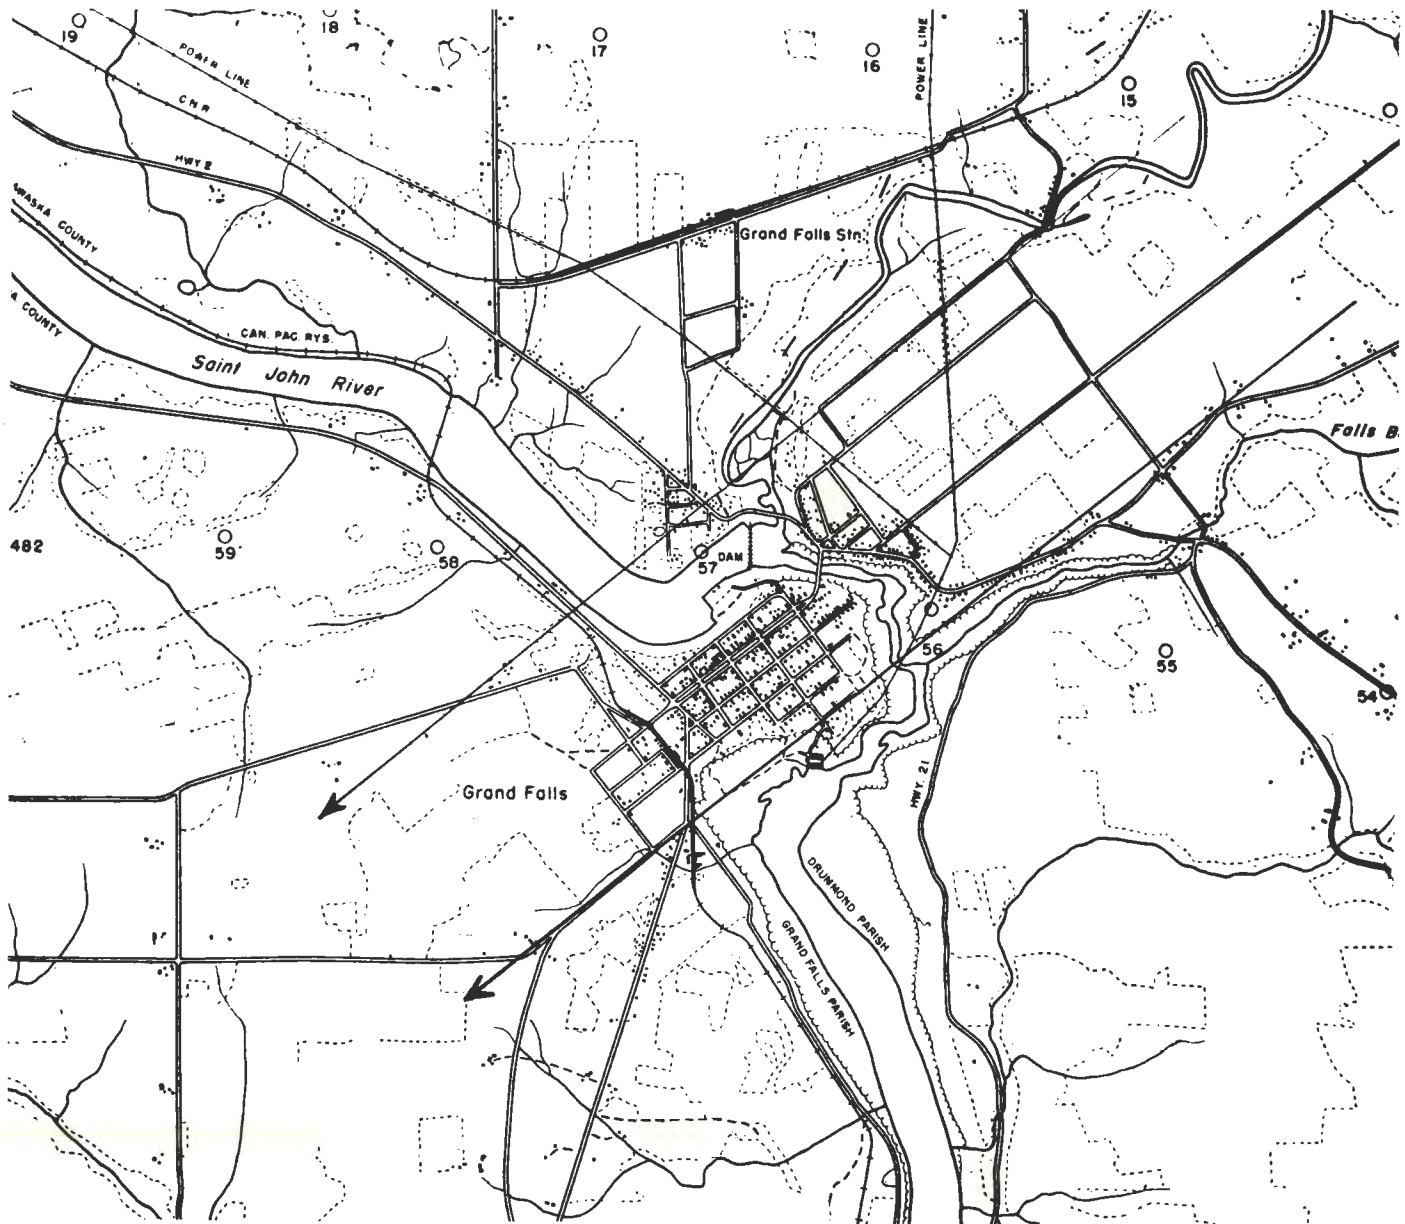 19
18
17
16
15
POWER LINE
POWER LINE
C N R
HWY 2
WASKA COUNTY
Grand Falls Stn.
A COUNTY
CAN. PAC. RYS.
Saint John River
Falls B
482
59
58
57
DAM
56
55
54
HWY. 21
Grand Falls
DRUMMOND PARISH
GRAND FALLS PARISH